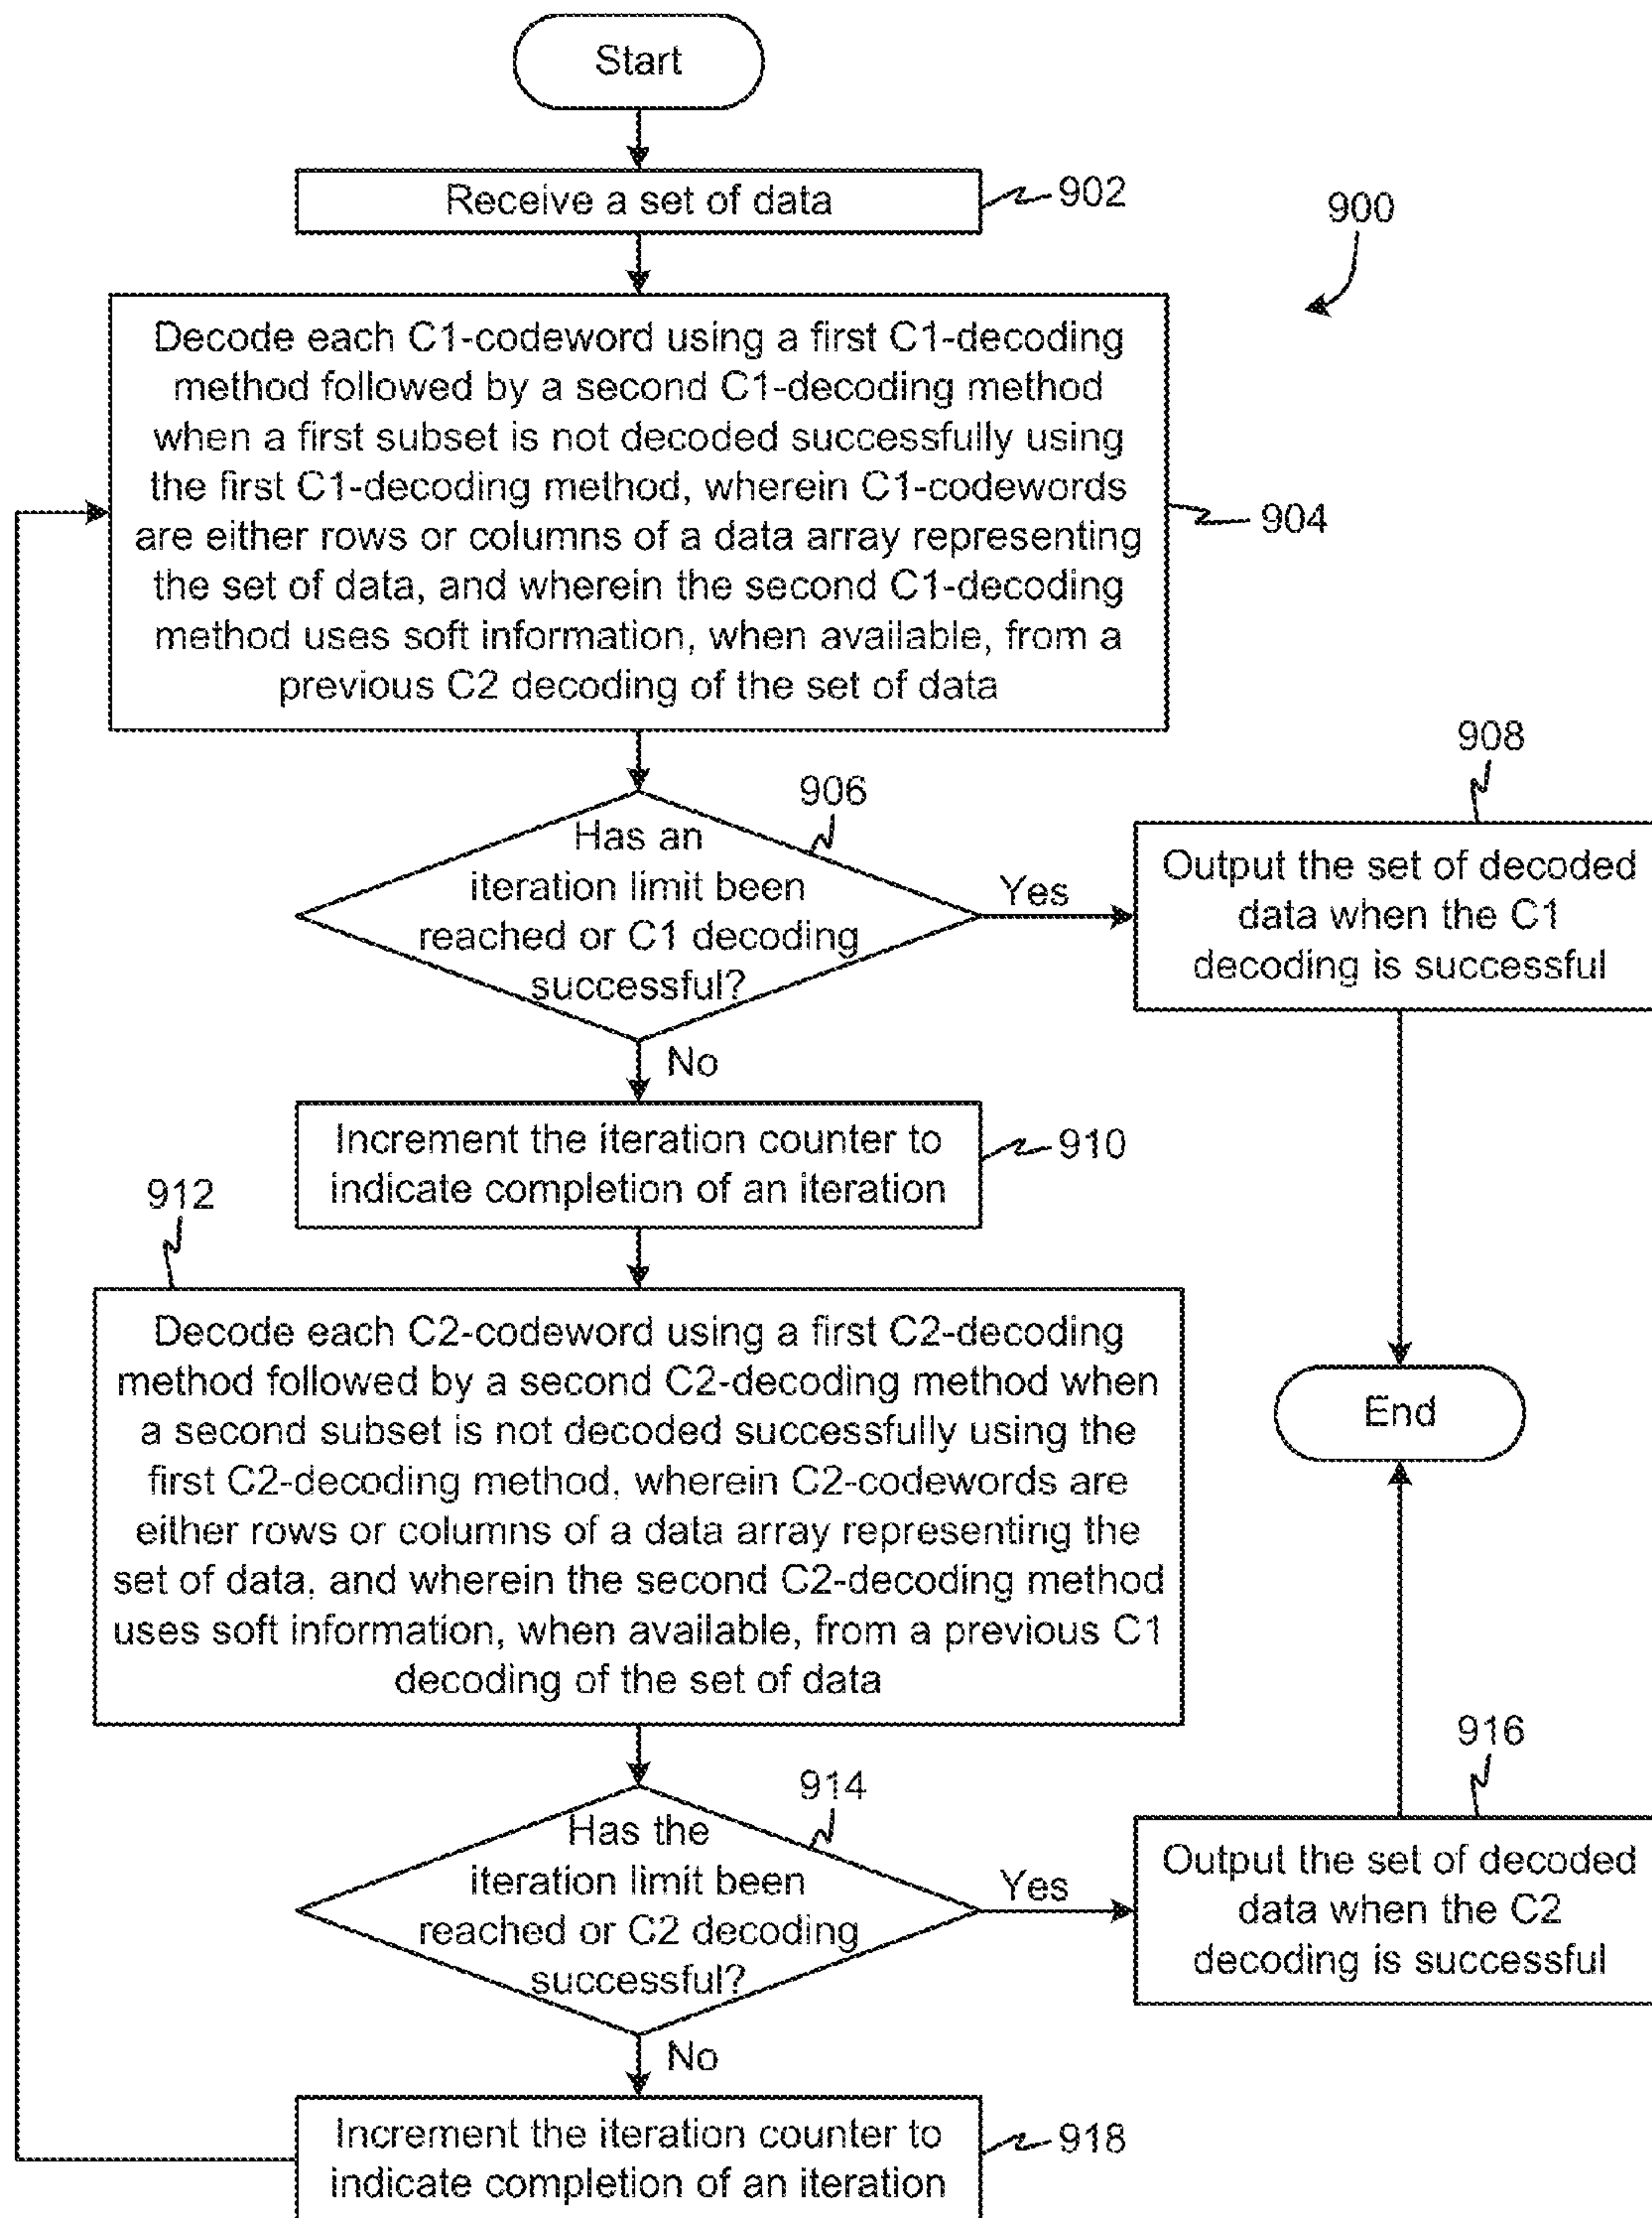 Start
Receive a set of data
902
900
Decode each C1-codeword using a first C1-decoding
method followed by a second C1-decoding method
when a first subset is not decoded successfully using
the first C1-decoding method, wherein C1-codewords
are either rows or columns of a data array representing
the set of data, and wherein the second C1-decoding
method uses soft information, when available, from a
previous C2 decoding of the set of data
904
906
Has an
iteration limit been
reached or C1 decoding
successful?
Yes
908
Output the set of decoded
data when the C1
decoding is successful
No
Increment the iteration counter to
indicate completion of an iteration
910
912
Decode each C2-codeword using a first C2-decoding
method followed by a second C2-decoding method when
a second subset is not decoded successfully using the
first C2-decoding method, wherein C2-codewords are
either rows or columns of a data array representing the
set of data, and wherein the second C2-decoding method
uses soft information, when available, from a previous C1
decoding of the set of data
End
914
Has the
iteration limit been
reached or C2 decoding
successful?
Yes
916
Output the set of decoded
data when the C2
decoding is successful
No
Increment the iteration counter to
indicate completion of an iteration
918